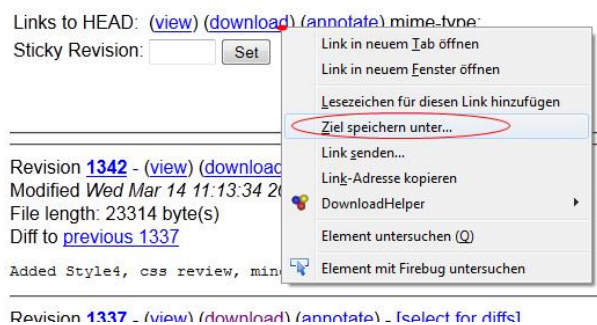 Links to HEAD: (view) (download) (annotate) mime-type:
Sticky Revision: Set
Link in neuem Tab öffnen
Link in neuem Fenster öffnen
Lesezeichen für diesen Link hinzufügen
Ziel speichern unter...
Link senden...
Link-Adresse kopieren
DownloadHelper
Element untersuchen (Q)
Element mit Firebug untersuchen
Revision 1342 - (view) (download
Modified Wed Mar 14 11:13:34 20
File length: 23314 byte(s)
Diff to previous 1337
Added Style4, css review, min
Revision 1337 - (view) (download) (annotate) - [select for diffs]